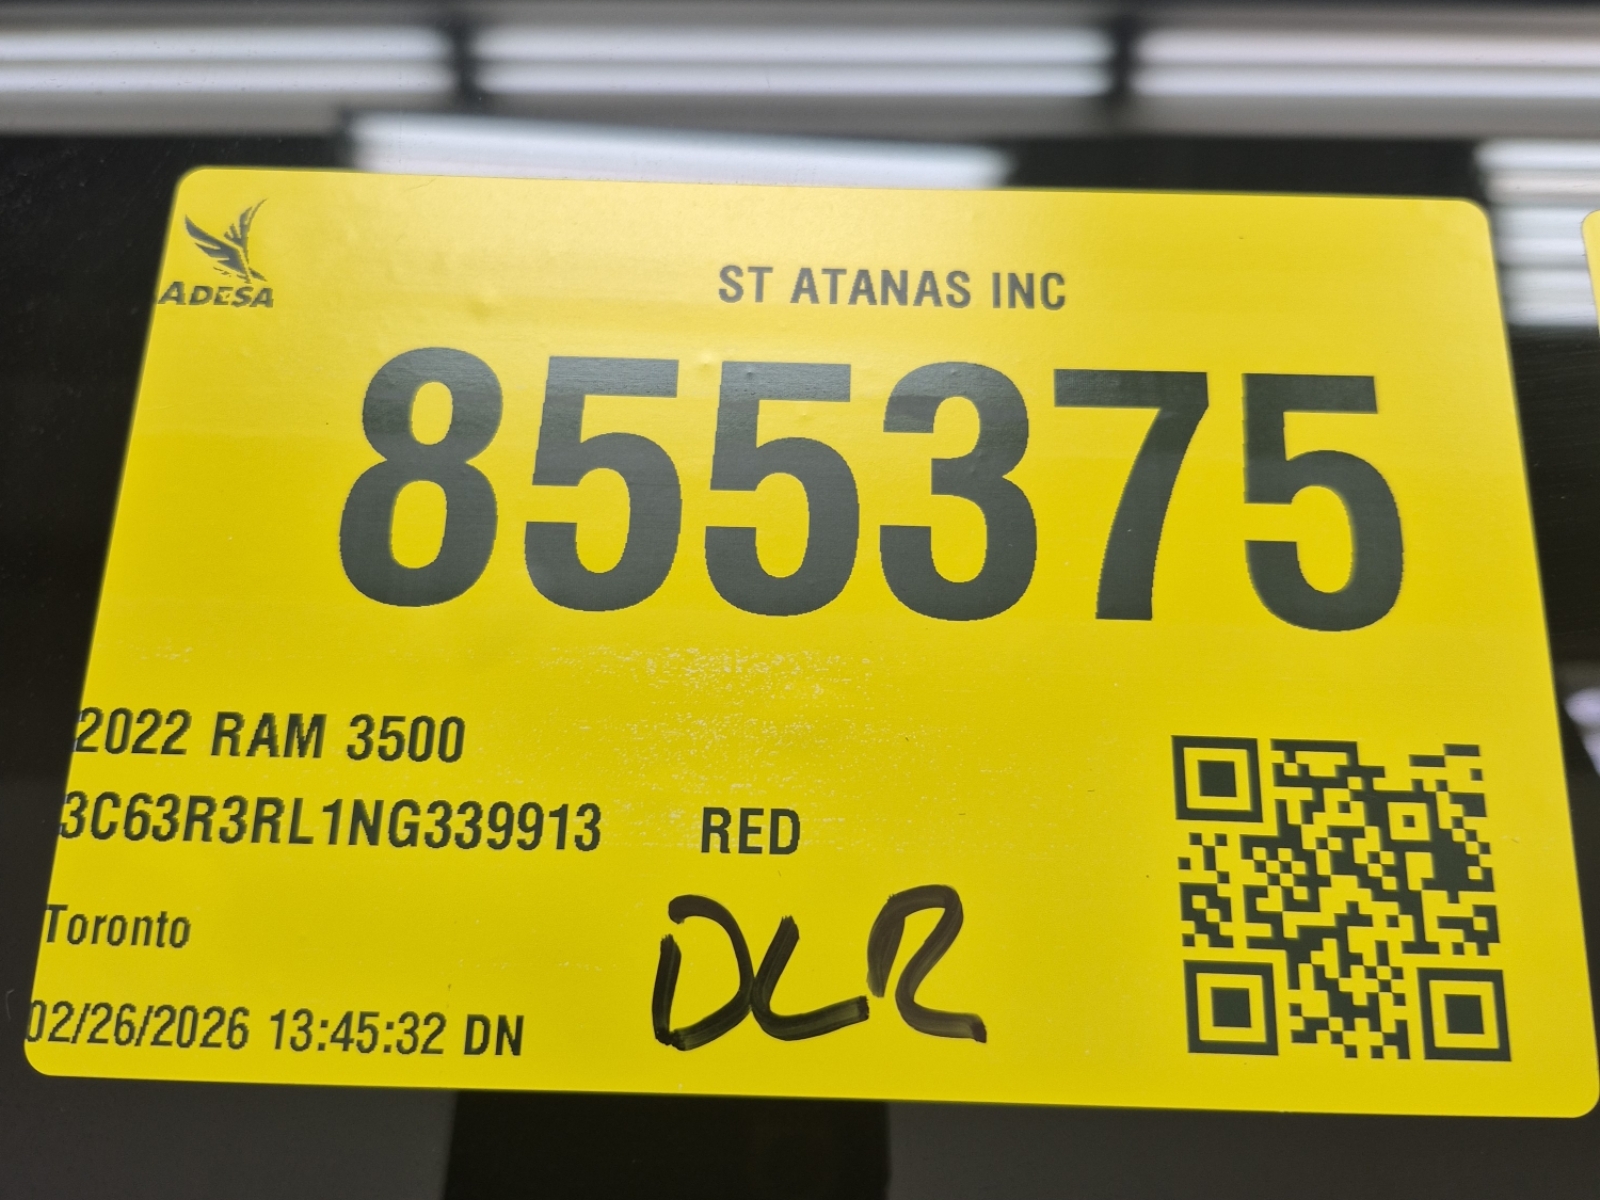 ADESA
ST ATANAS INC
855375
2022 RAM 3500
3C63R3RL1NG339913 RED
Toronto
DLR
02/26/2026 13:45:32 DN